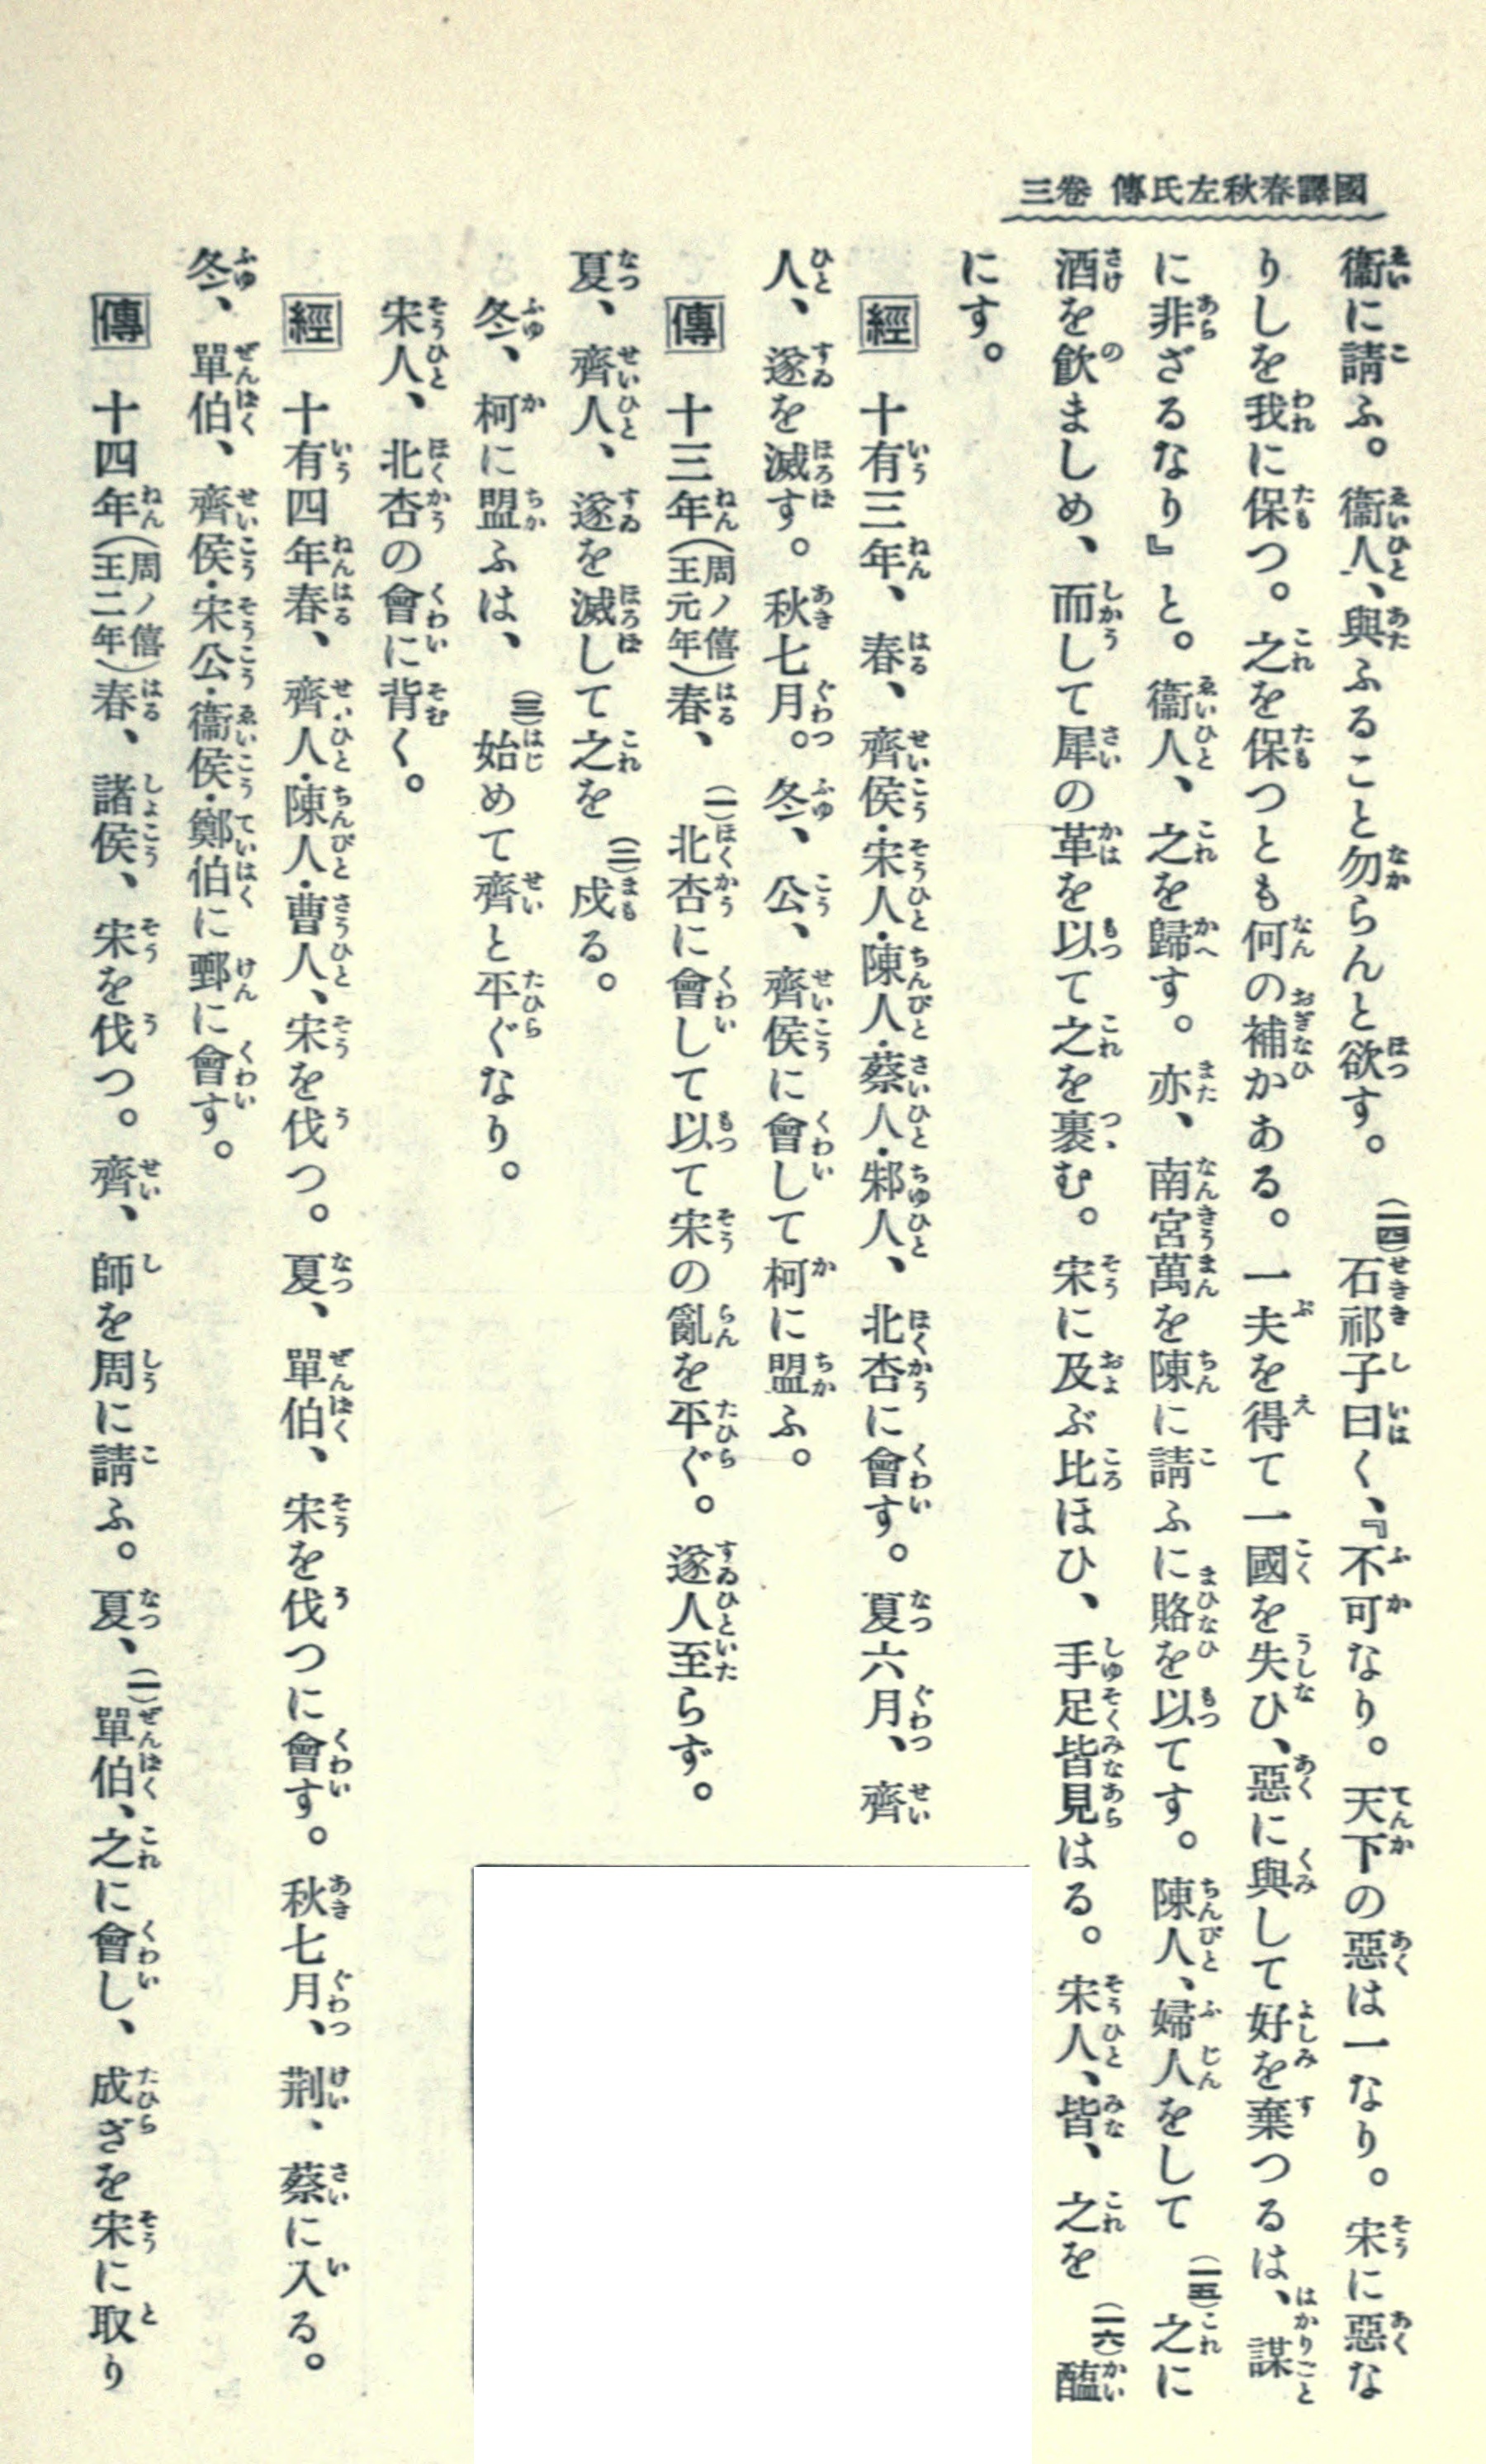 國譯春秋左氏傳 卷三
衞に請ふ。衞人、與ふること勿らんと欲す。(一四)石祁子曰く、『不可なり。天下の惡は一なり。宋に惡な
りしを我に保つ。之を保つとも何の補かある。一夫を得て一國を失ひ、惡に與して好を棄つるは、謀
に非ざるなり』と。衞人、之を歸す。亦、南宮萬を陳に請ふに賂を以てす。陳人、婦人をして(一五)之に
酒を飮ましめ、而して犀の革を以て之を裹む。宋に及ぶ比ほひ、手足皆見はる。宋人、皆、之を(一六)醢
にす。
經 十有三年、春、齊侯・宋人・陳人・蔡人・邾人、北杏に會す。夏六月、齊
人、遂を滅す。秋七月。冬、公、齊侯に會して柯に盟ふ。
傳 十三年(周ノ僖王元年)春、(一)北杏に會して以て宋の亂を平ぐ。遂人至らず。
夏、齊人、遂を滅して之を(二)戍る。
冬、柯に盟ふは、(三)始めて齊と平ぐなり。
宋人、北杏の會に背く。
經 十有四年春、齊人・陳人・曹人、宋を伐つ。夏、單伯、宋を伐つに會す。秋七月、荆、蔡に入る。
冬、單伯、齊侯・宋公・衞侯・鄭伯に鄄に會す。
傳 十四年(周ノ僖王二年)春、諸侯、宋を伐つ。齊、師を周に請ふ。夏、(一)單伯、之に會し、成ぎを宋に取り